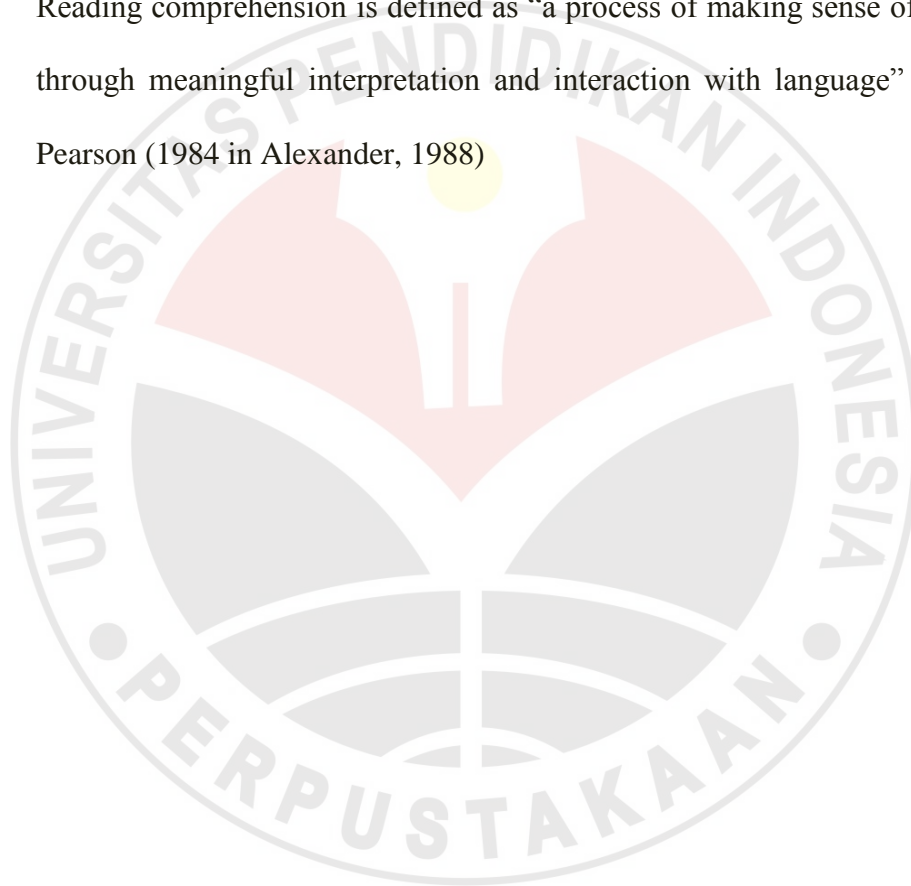 Reading comprehension is defined as “a process of making sense of
through meaningful interpretation and interaction with language”
Pearson (1984 in Alexander, 1988)
UNIVERSITAS PENDIDIKAN INDONESIA
PERPUSTAKAAN